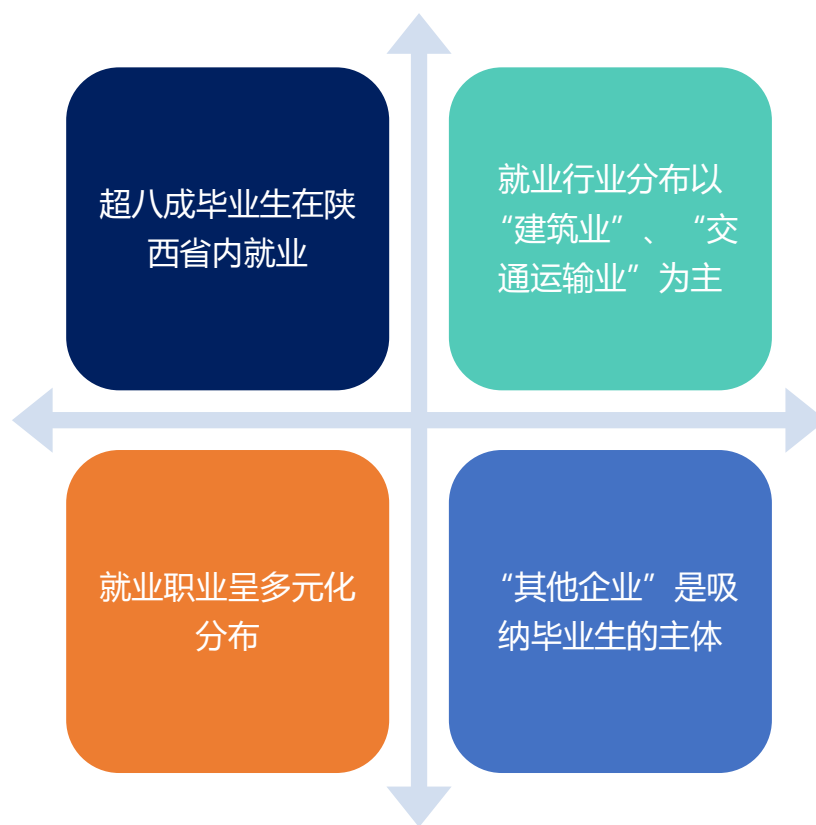 超八成毕业生在陕
西省内就业
就业行业分布以
“建筑业”、“交
通运输业”为主
就业职业呈多元化
分布
“其他企业”是吸
纳毕业生的主体